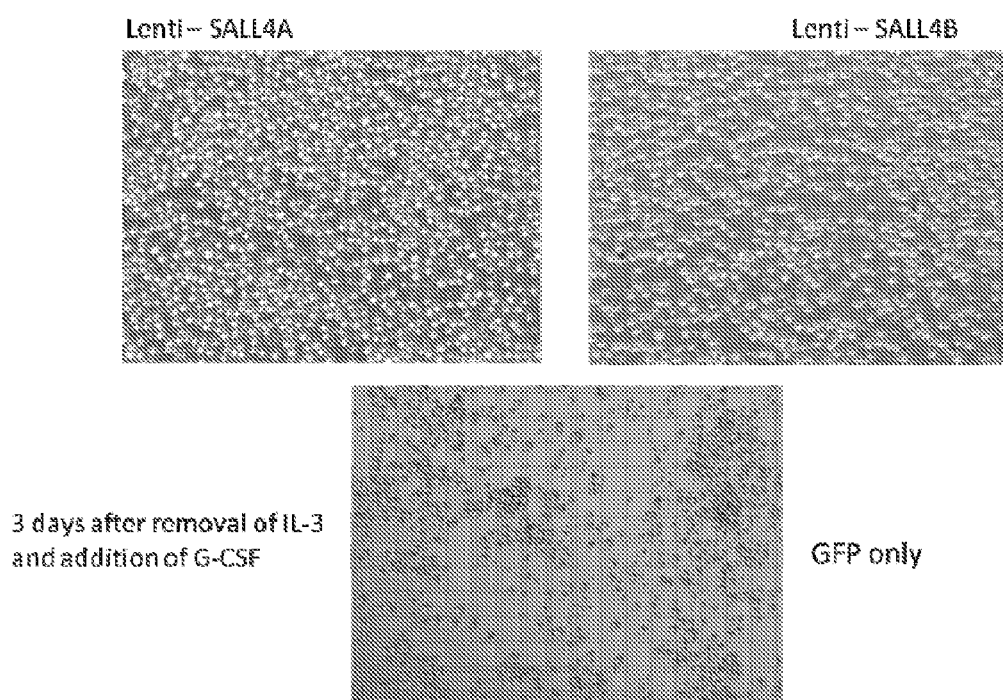 Lenti – SALL4A
Lenti – SALL4B
3 days after removal of IL-3
and addition of G-CSF
GFP only